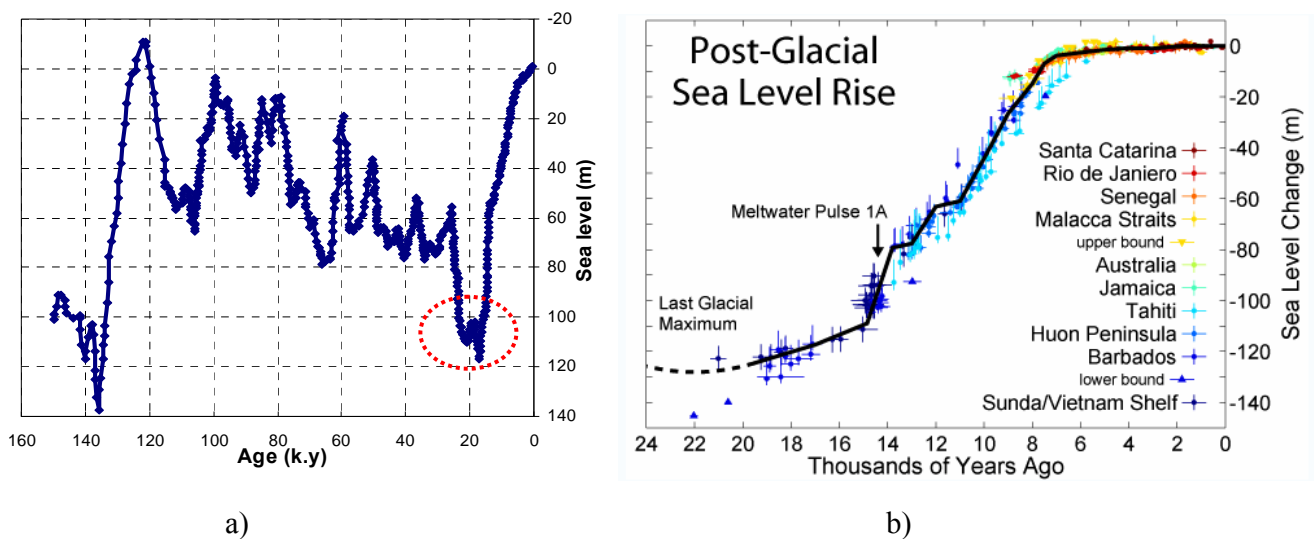 -20
0
20
40
60
80
100
120
140
Sea level (m)
160 140 120 100 80 60 40 20 0
Age (k.y)
a)
Post-Glacial
Sea Level Rise
Meltwater Pulse 1A
Last Glacial
Maximum
Santa Catarina
Rio de Janiero
Senegal
Malacca Straits
upper bound
Australia
Jamaica
Tahiti
Huon Peninsula
Barbados
lower bound
Sunda/Vietnam Shelf
0
-20
-40
-60
-80
-100
-120
-140
Sea Level Change (m)
24 22 20 18 16 14 12 10 8 6 4 2 0
Thousands of Years Ago
b)